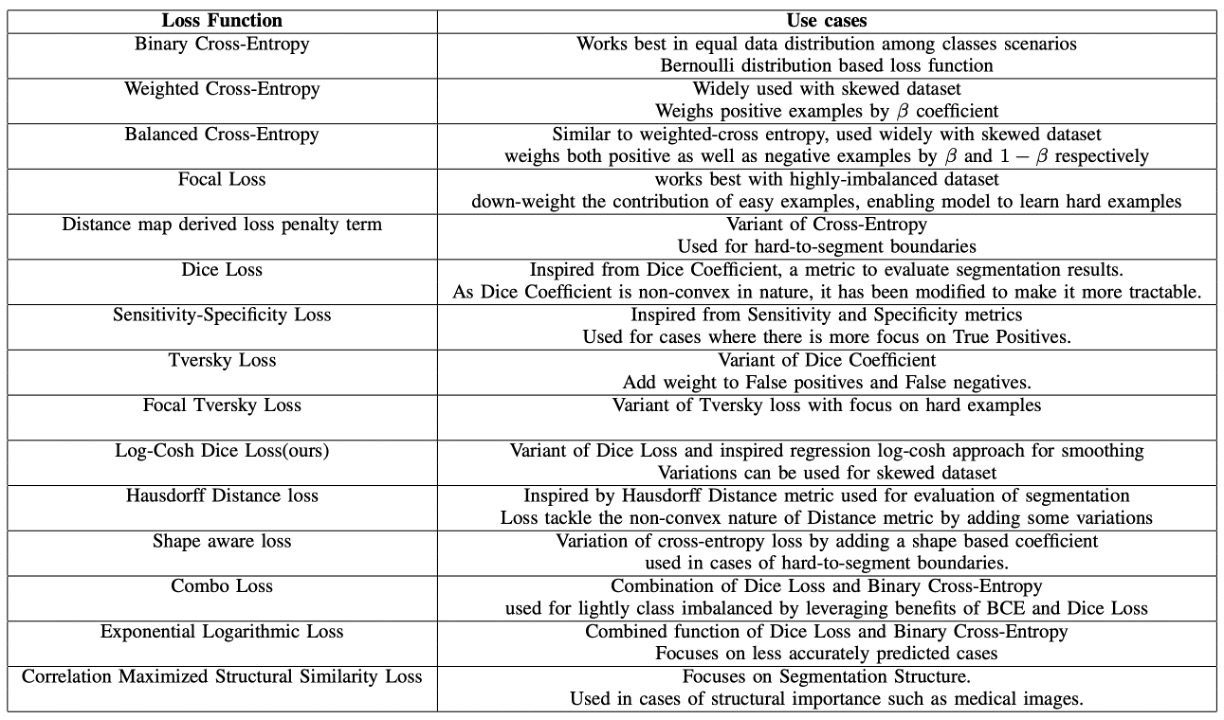 Loss Function Use cases
Binary Cross-Entropy Works best in equal data distribution among classes scenarios
Bernoulli distribution based loss function
Weighted Cross-Entropy Widely used with skewed dataset
Weighs positive examples by β coefficient
Balanced Cross-Entropy Similar to weighted-cross entropy, used widely with skewed dataset
weighs both positive as well as negative examples by β and 1 − β respectively
Focal Loss works best with highly-imbalanced dataset
down-weight the contribution of easy examples, enabling model to learn hard examples
Distance map derived loss penalty term Variant of Cross-Entropy
Used for hard-to-segment boundaries
Dice Loss Inspired from Dice Coefficient, a metric to evaluate segmentation results.
As Dice Coefficient is non-convex in nature, it has been modified to make it more tractable.
Sensitivity-Specificity Loss Inspired from Sensitivity and Specificity metrics
Used for cases where there is more focus on True Positives.
Tversky Loss Variant of Dice Coefficient
Add weight to False positives and False negatives.
Focal Tversky Loss Variant of Tversky loss with focus on hard examples
Log-Cosh Dice Loss(ours) Variant of Dice Loss and inspired regression log-cosh approach for smoothing
Variations can be used for skewed dataset
Hausdorff Distance loss Inspired by Hausdorff Distance metric used for evaluation of segmentation
Loss tackle the non-convex nature of Distance metric by adding some variations
Shape aware loss Variation of cross-entropy loss by adding a shape based coefficient
used in cases of hard-to-segment boundaries.
Combo Loss Combination of Dice Loss and Binary Cross-Entropy
used for lightly class imbalanced by leveraging benefits of BCE and Dice Loss
Exponential Logarithmic Loss Combined function of Dice Loss and Binary Cross-Entropy
Focuses on less accurately predicted cases
Correlation Maximized Structural Similarity Loss Focuses on Segmentation Structure.
Used in cases of structural importance such as medical images.